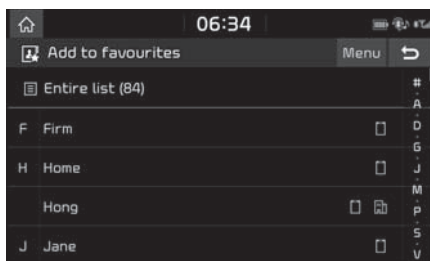 06:34
Add to favourites Menu
Entire list (84)
F Firm
H Home
Hong
J Jane
#
A
D
G
J
M
P
S
V